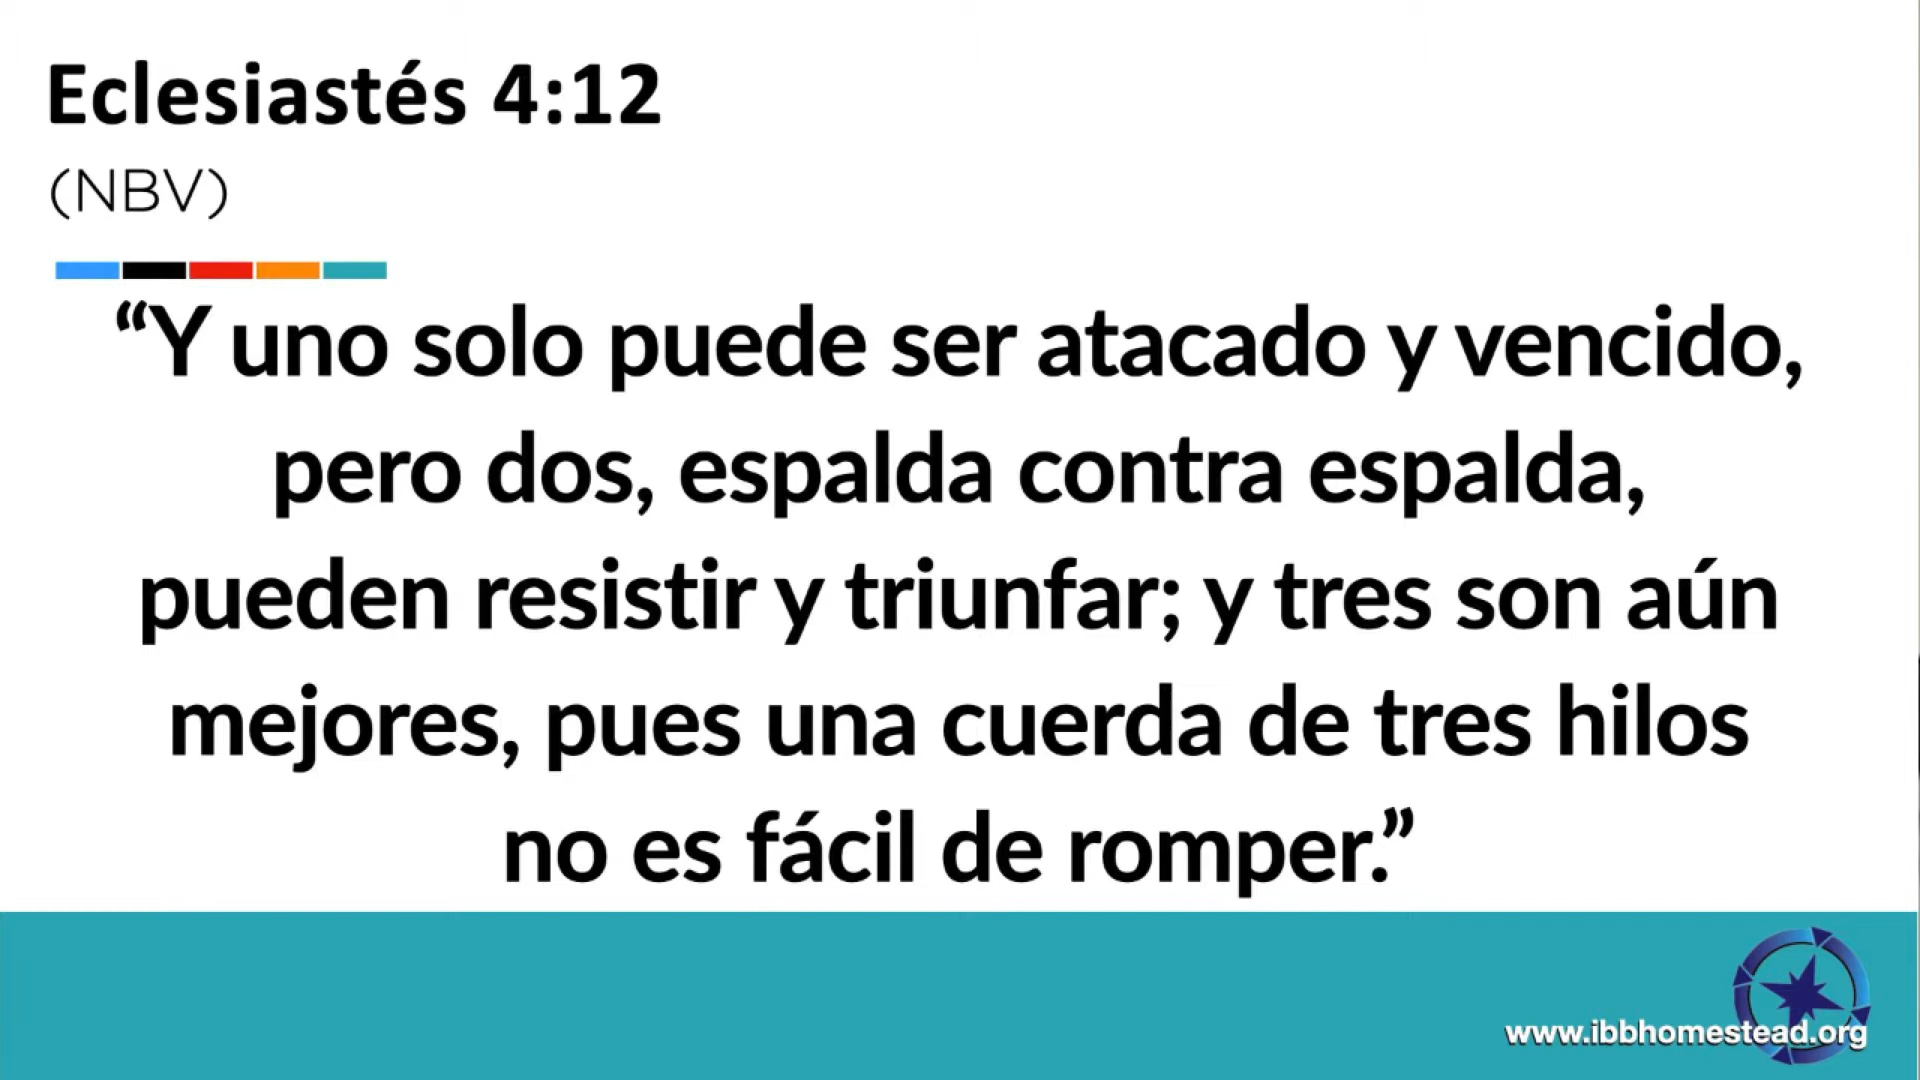 Eclesiastés 4:12
(NBV)
“Y uno solo puede ser atacado y vencido,
pero dos, espalda contra espalda,
pueden resistir y triunfar; y tres son aún
mejores, pues una cuerda de tres hilos
no es fácil de romper.”
www.ibbhomestead.org